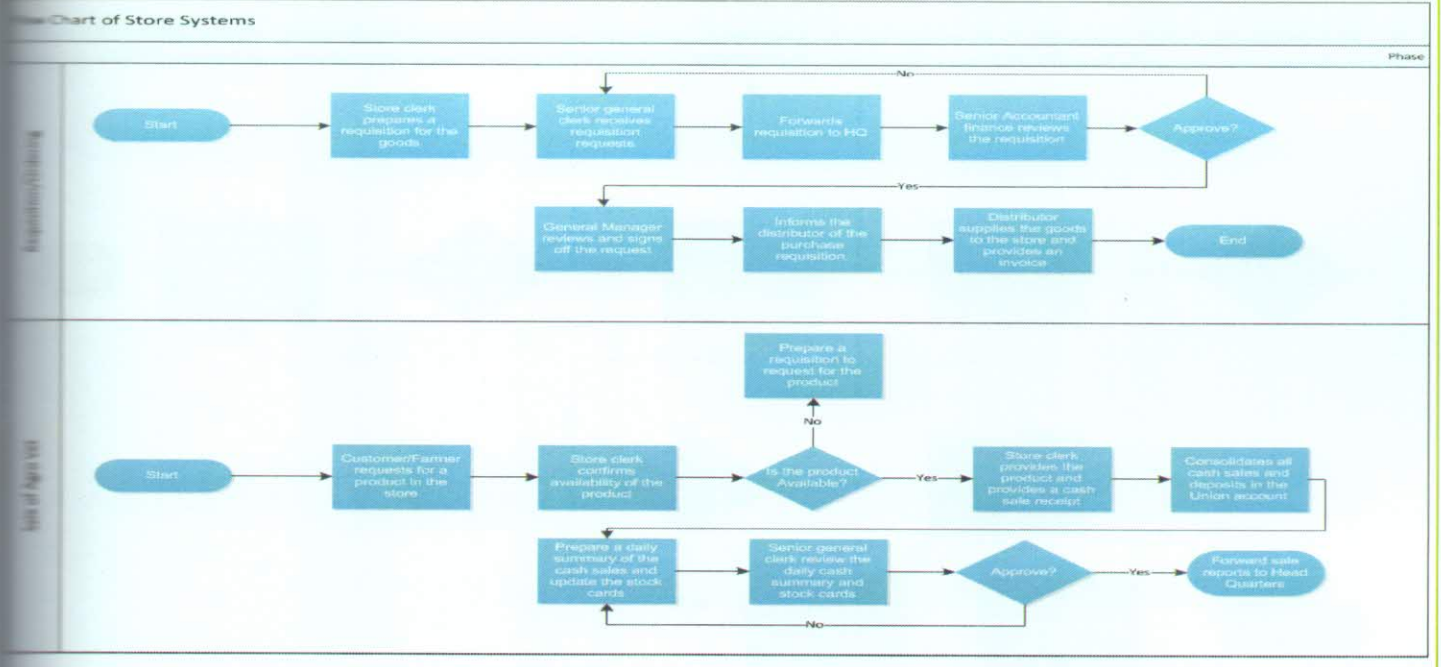 Chart of Store Systems
Phase
No
Start
Store clerk
prepares a
requisition for the
goods
Senior general
clerk receives
requisition
requests
Forwards
requisition to HQ
Senior Accountant
finance reviews
the requisition
Approve?
Yes
General Manager
reviews and signs
off the request
Informs the
distributor of the
purchase
requisition.
Distributor
supplies the goods
to the store and
provides an
invoice
End
Prepare a
requisition to
request for the
product
No
Start
Customer/Farmer
requests for a
product in the
store
Store clerk
confirms
availability of the
product
Is the product
Available?
Yes
Store clerk
provides the
product and
provides a cash
sale receipt
Consolidates all
cash sales and
deposits in the
Union account
Prepare a daily
summary of the
cash sales and
update the stock
cards
Senior general
clerk review the
daily cash
summary and
stock cards
Approve?
Yes
Forward sale
reports to Head
Quarters
No
Sale of Agro vet